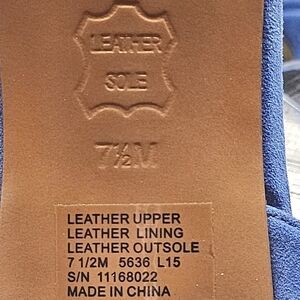 LEATHER
SOLE
7½M
LEATHER UPPER
LEATHER LINING
LEATHER OUTSOLE
7 1/2M 5636 L15
S/N 11168022
MADE IN CHINA